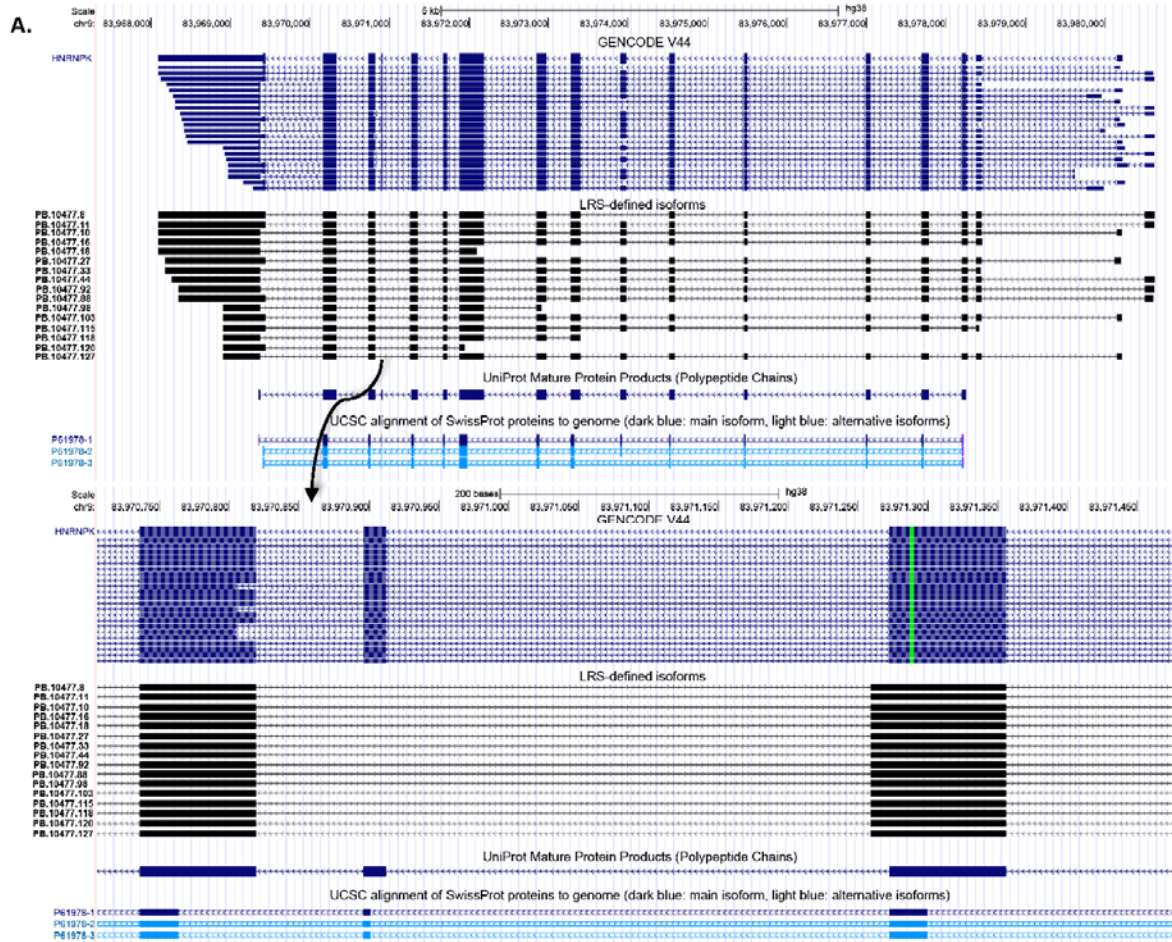 A.
Scale 5 kb hg38
chr9: 83,968,000 83,969,000 83,970,000 83,971,000 83,972,000 83,973,000 83,974,000 83,975,000 83,976,000 83,977,000 83,978,000 83,979,000 83,980,000
GENCODE V44
HNRNPK
LRS-defined isoforms
PB.10477.8
PB.10477.11
PB.10477.10
PB.10477.16
PB.10477.18
PB.10477.27
PB.10477.33
PB.10477.44
PB.10477.92
PB.10477.88
PB.10477.98
PB.10477.103
PB.10477.115
PB.10477.118
PB.10477.120
PB.10477.127
UniProt Mature Protein Products (Polypeptide Chains)
UCSC alignment of SwissProt proteins to genome (dark blue: main isoform, light blue: alternative isoforms)
P61978-1
P61978-2
P61978-3
Scale 200 bases hg38
chr9: 83,970,750 83,970,800 83,970,850 83,970,900 83,970,950 83,971,000 83,971,050 83,971,100 83,971,150 83,971,200 83,971,250 83,971,300 83,971,350 83,971,400 83,971,450
GENCODE V44
HNRNPK
LRS-defined isoforms
PB.10477.8
PB.10477.11
PB.10477.10
PB.10477.16
PB.10477.18
PB.10477.27
PB.10477.33
PB.10477.44
PB.10477.92
PB.10477.88
PB.10477.98
PB.10477.103
PB.10477.115
PB.10477.118
PB.10477.120
PB.10477.127
UniProt Mature Protein Products (Polypeptide Chains)
UCSC alignment of SwissProt proteins to genome (dark blue: main isoform, light blue: alternative isoforms)
P61978-1
P61978-2
P61978-3